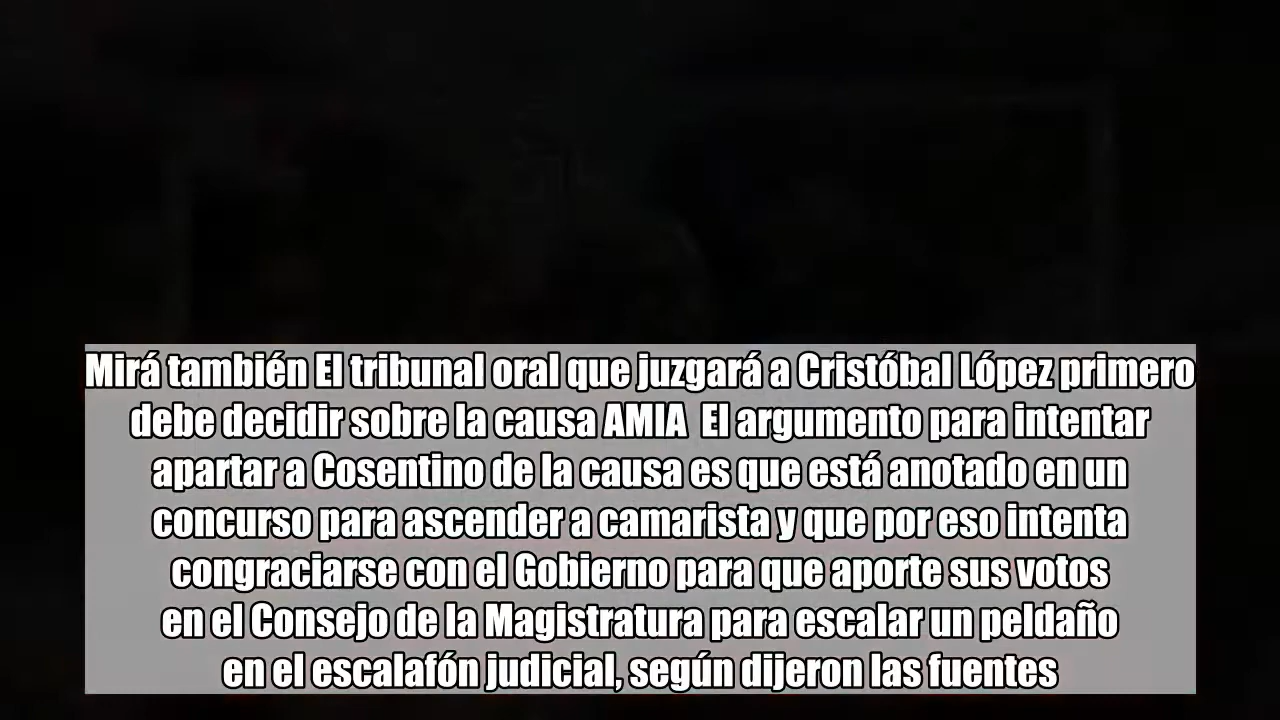 Mirá también El tribunal oral que juzgará a Cristóbal López primero
debe decidir sobre la causa AMIA  El argumento para intentar
apartar a Cosentino de la causa es que está anotado en un
concurso para ascender a camarista y que por eso intenta
congraciarse con el Gobierno para que aporte sus votos
en el Consejo de la Magistratura para escalar un peldaño
en el escalafón judicial, según dijeron las fuentes